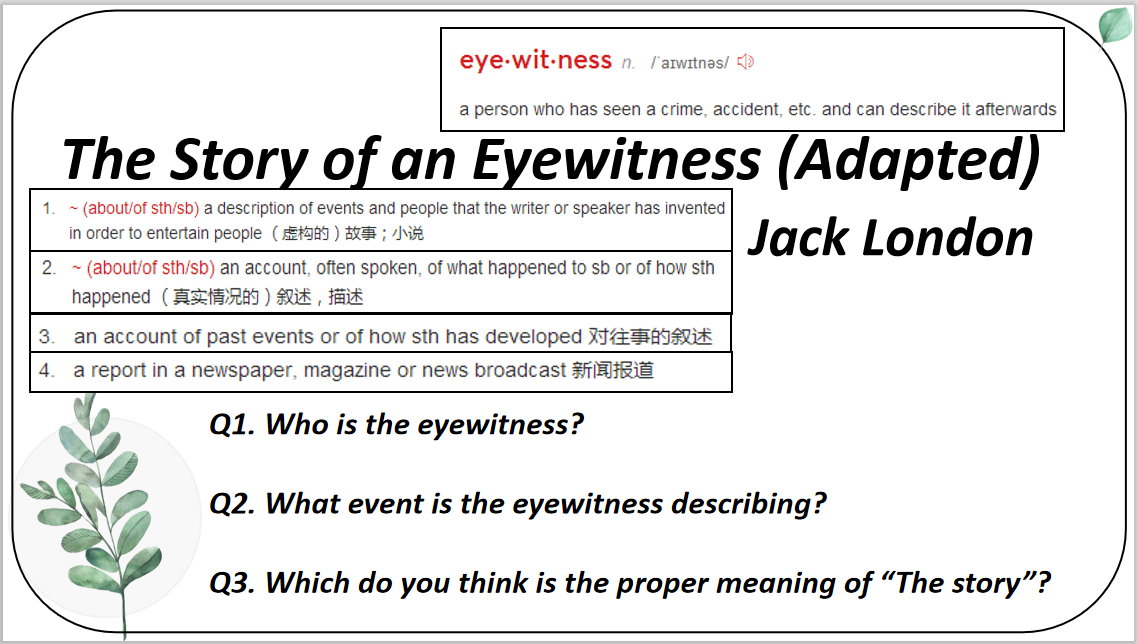 eye·wit·ness n. /ˈaɪwɪtnəs/
a person who has seen a crime, accident, etc. and can describe it afterwards
The Story of an Eyewitness (Adapted)
Jack London
1. ~ (about/of sth/sb) a description of events and people that the writer or speaker has invented
in order to entertain people（虚构的）故事；小说
2. ~ (about/of sth/sb) an account, often spoken, of what happened to sb or of how sth
happened（真实情况的）叙述，描述
3. an account of past events or of how sth has developed 对往事的叙述
4. a report in a newspaper, magazine or news broadcast 新闻报道
Q1. Who is the eyewitness?
Q2. What event is the eyewitness describing?
Q3. Which do you think is the proper meaning of “The story”?